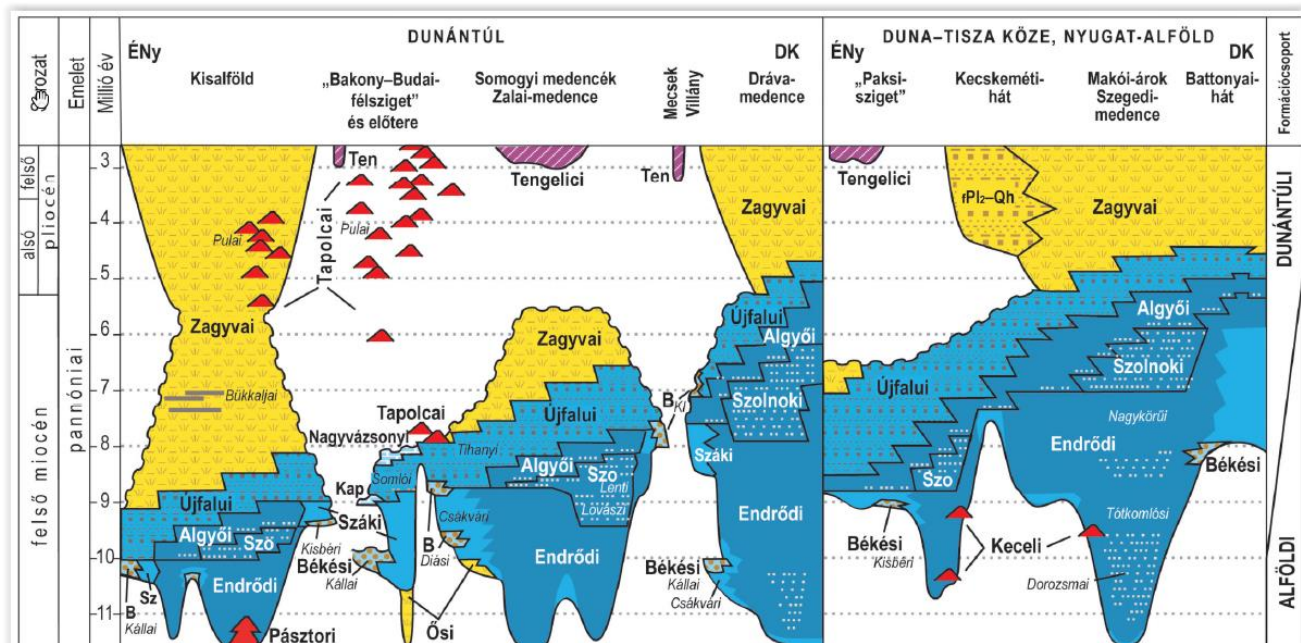 DUNÁNTÚL
DUNA–TISZA KÖZE, NYUGAT-ALFÖLD
ÉNy
DK
ÉNy
DK
Emelet
Millió év
Formációcsoport
Kisalföld
„Bakony-Budai-
félsziget”
és előtere
Somogyi medencék
Zalai-medence
Mecsek
Villány
Dráva-
medence
„Paksi-
sziget”
Kecskeméti-
hát
Makói-árok
Szegedi-
medence
Battonyai-
hát
felső
alsó
pliocén
felső miocén
pannóniai
3
4
5
6
7
8
9
10
11
DUNÁNTÚLI
ALFÖLDI
Ten
Tengelici
Ten
Tengelici
Pulai
Tapolcai
Pulai
Zagyvai
fPl2–Qh
Zagyvai
Zagyvai
Bükkaljai
Zagyvai
Újfalui
Algyői
Algyői
Szolnoki
Szolnoki
B
Ki
Újfalui
Tapolcai
Nagyvázsonyi
Újfalui
Tihanyi
Somlói
Algyői
Szo
Lenti
Lovászi
Száki
Nagykörűi
Endrődi
Békési
Szo
Újfalui
Kap
Száki
Csákvári
Algyői
Szo
Kisbéri
Békési
Kállai
B
Diási
Endrődi
Endrődi
Békési
Kállai
Csákvári
Békési
Kisbéri
Keceli
Tótkomlósi
Dorozsmai
Endrődi
B
Sz
Kállai
Pásztori
Ősi